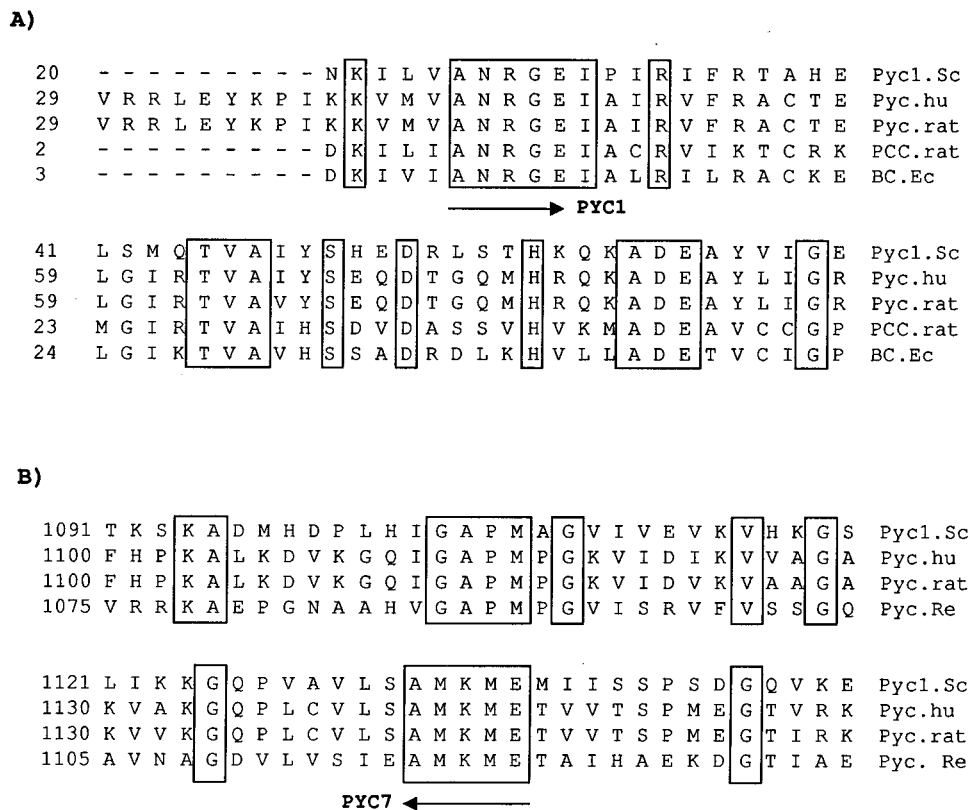 A)
20 - - - - - - - - - N K I L V A N R G E I P I R I F R T A H E Pyc1.Sc
29 V R R L E Y K P I K K V M V A N R G E I A I R V F R A C T E Pyc.hu
29 V R R L E Y K P I K K V M V A N R G E I A I R V F R A C T E Pyc.rat
2 - - - - - - - - - D K I L I A N R G E I A C R V I K T C R K PCC.rat
3 - - - - - - - - - D K I V I A N R G E I A L R I L R A C K E BC.Ec
PYC1
41 L S M Q T V A I Y S H E D R L S T H K Q K A D E A Y V I G E Pyc1.Sc
59 L G I R T V A I Y S E Q D T G Q M H R Q K A D E A Y L I G R Pyc.hu
59 L G I R T V A V Y S E Q D T G Q M H R Q K A D E A Y L I G R Pyc.rat
23 M G I R T V A I H S D V D A S S V H V K M A D E A V C C G P PCC.rat
24 L G I K T V A V H S S A D R D L K H V L L A D E T V C I G P BC.Ec
B)
1091 T K S K A D M H D P L H I G A P M A G V I V E V K V H K G S Pyc1.Sc
1100 F H P K A L K D V K G Q I G A P M P G K V I D I K V V A G A Pyc.hu
1100 F H P K A L K D V K G Q I G A P M P G K V I D V K V A A G A Pyc.rat
1075 V R R K A E P G N A A H V G A P M P G V I S R V F V S S G Q Pyc.Re
1121 L I K K G Q P V A V L S A M K M E M I I S S P S D G Q V K E Pyc1.Sc
1130 K V A K G Q P L C V L S A M K M E T V V T S P M E G T V R K Pyc.hu
1130 K V V K G Q P L C V L S A M K M E T V V T S P M E G T I R K Pyc.rat
1105 A V N A G D V L V S I E A M K M E T A I H A E K D G T I A E Pyc. Re
PYC7